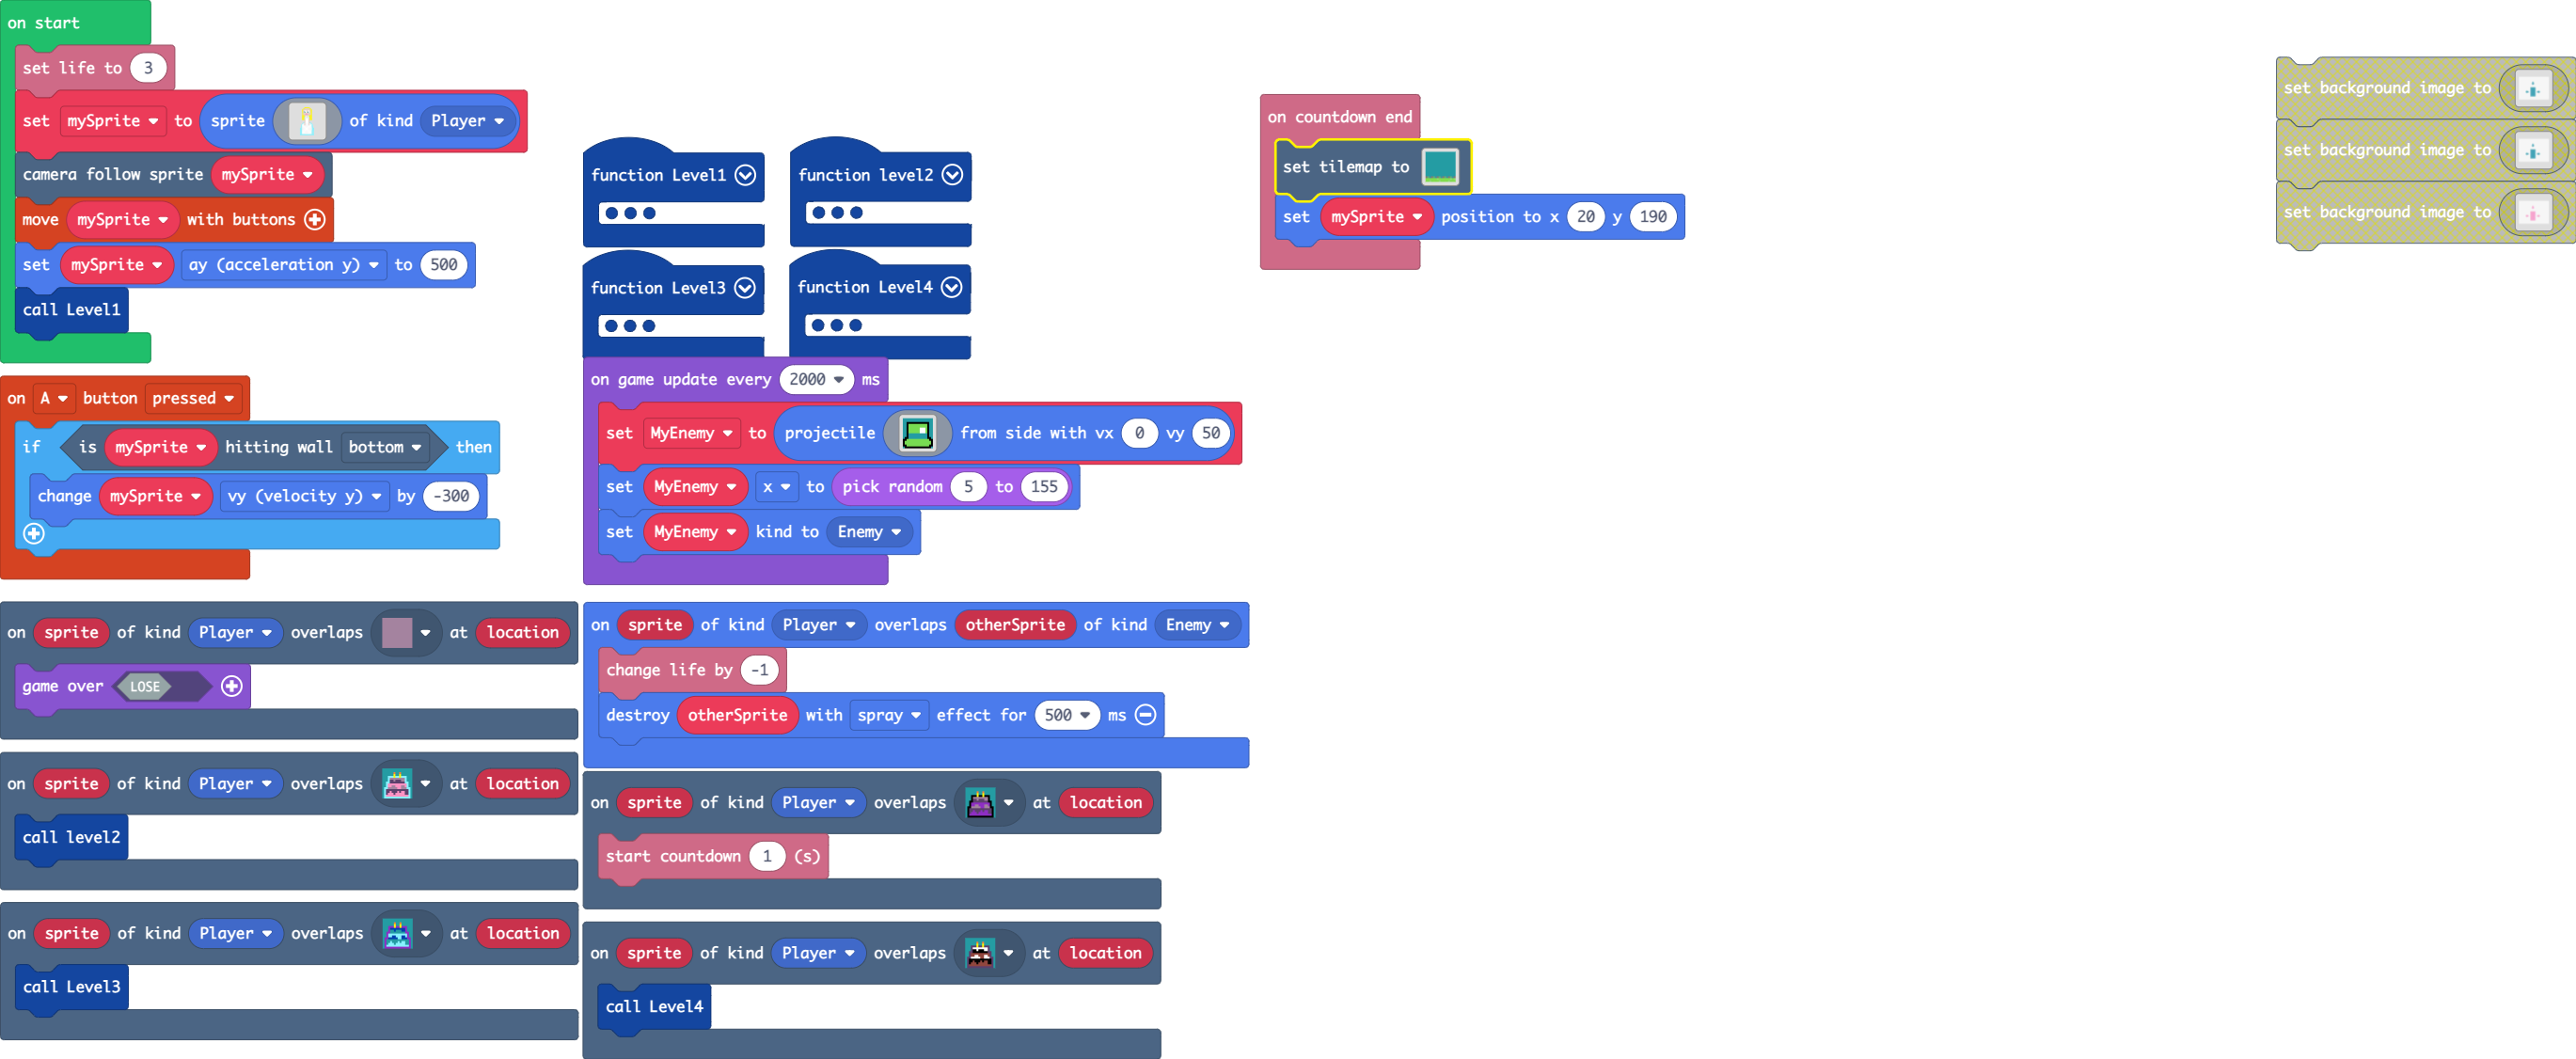 on start
set life to 3
set mySprite to sprite of kind Player
camera follow sprite mySprite
move mySprite with buttons
set mySprite ay (acceleration y) to 500
call Level1
on A button pressed
if is mySprite hitting wall bottom then
change mySprite vy (velocity y) by -300
on sprite of kind Player overlaps at location
game over LOSE
on sprite of kind Player overlaps at location
call level2
on sprite of kind Player overlaps at location
call Level3
function Level1
function level2
function Level3
function Level4
on game update every 2000 ms
set MyEnemy to projectile from side with vx 0 vy 50
set MyEnemy x to pick random 5 to 155
set MyEnemy kind to Enemy
on sprite of kind Player overlaps otherSprite of kind Enemy
change life by -1
destroy otherSprite with spray effect for 500 ms
on sprite of kind Player overlaps at location
start countdown 1 (s)
on sprite of kind Player overlaps at location
call Level4
on countdown end
set tilemap to
set mySprite position to x 20 y 190
set background image to
set background image to
set background image to